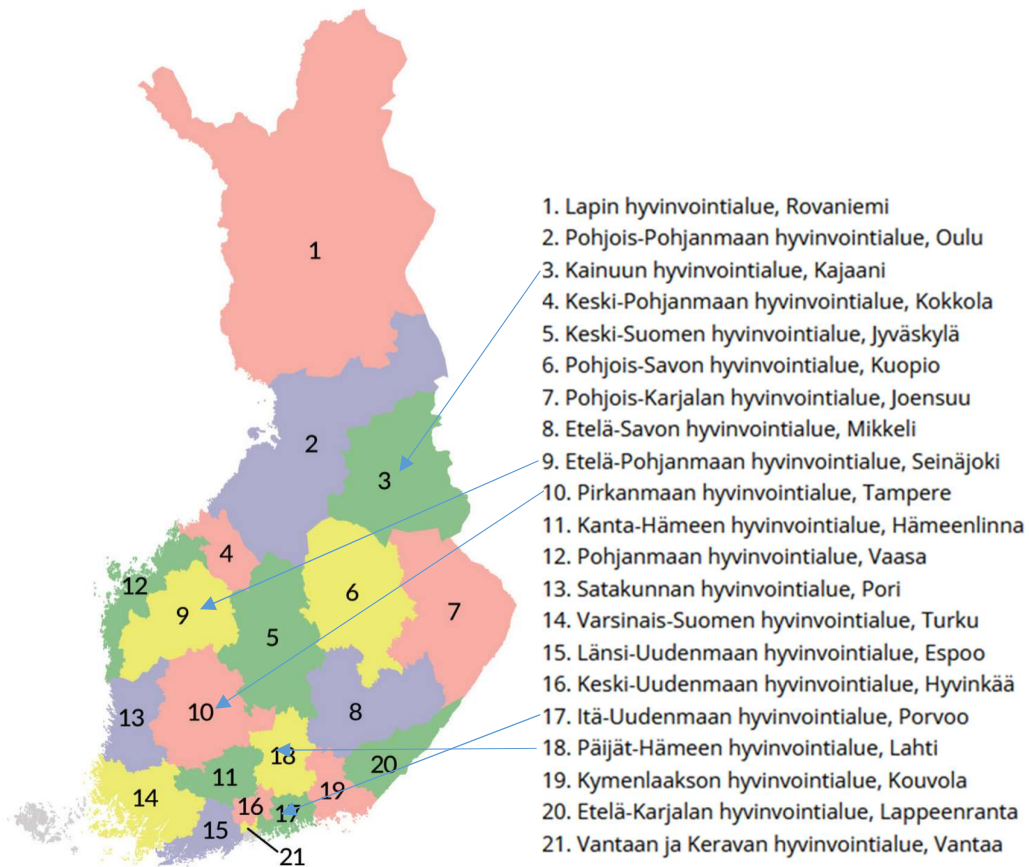 1
2
3
4
12
9
6
7
5
10
13
8
18
20
11
14
19
16
17
15
21
1. Lapin hyvinvointialue, Rovaniemi
2. Pohjois-Pohjanmaan hyvinvointialue, Oulu
3. Kainuun hyvinvointialue, Kajaani
4. Keski-Pohjanmaan hyvinvointialue, Kokkola
5. Keski-Suomen hyvinvointialue, Jyväskylä
6. Pohjois-Savon hyvinvointialue, Kuopio
7. Pohjois-Karjalan hyvinvointialue, Joensuu
8. Etelä-Savon hyvinvointialue, Mikkeli
9. Etelä-Pohjanmaan hyvinvointialue, Seinäjoki
10. Pirkanmaan hyvinvointialue, Tampere
11. Kanta-Hämeen hyvinvointialue, Hämeenlinna
12. Pohjanmaan hyvinvointialue, Vaasa
13. Satakunnan hyvinvointialue, Pori
14. Varsinais-Suomen hyvinvointialue, Turku
15. Länsi-Uudenmaan hyvinvointialue, Espoo
16. Keski-Uudenmaan hyvinvointialue, Hyvinkää
17. Itä-Uudenmaan hyvinvointialue, Porvoo
18. Päijät-Hämeen hyvinvointialue, Lahti
19. Kymenlaakson hyvinvointialue, Kouvola
20. Etelä-Karjalan hyvinvointialue, Lappeenranta
21. Vantaan ja Keravan hyvinvointialue, Vantaa